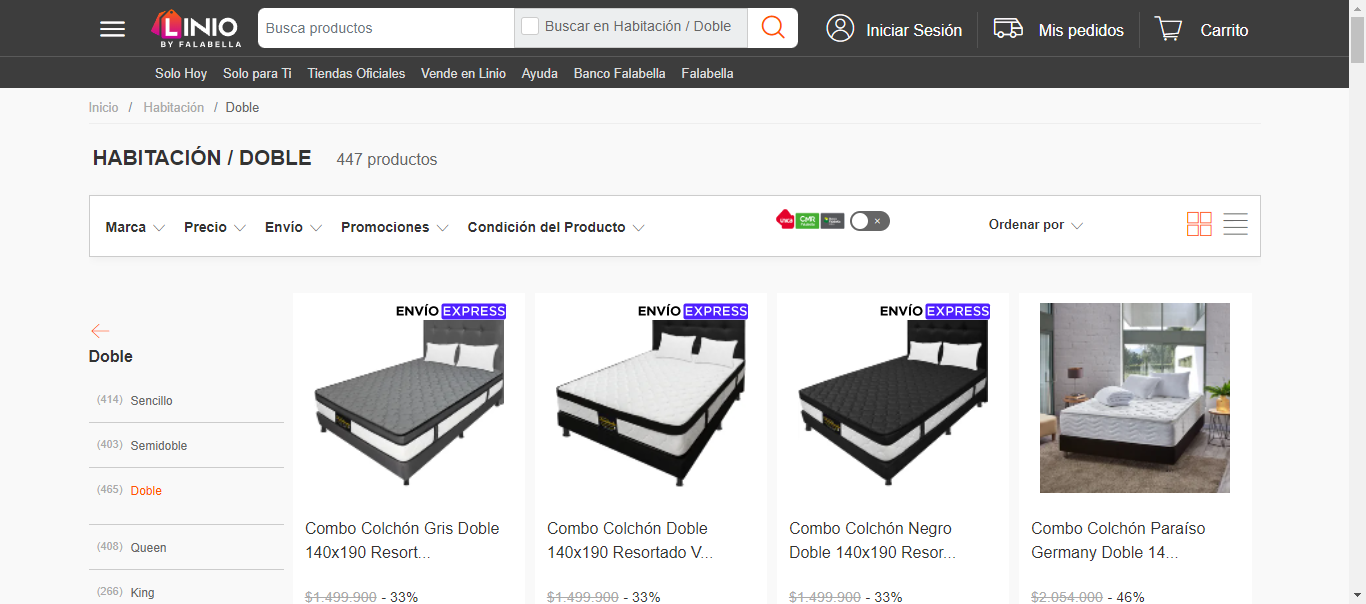 LINIO
BY FALABELLA
Busca productos
Buscar en Habitación / Doble
Iniciar Sesión
Mis pedidos
Carrito
Solo Hoy
Solo para Ti
Tiendas Oficiales
Vende en Linio
Ayuda
Banco Falabella
Falabella
Inicio / Habitación / Doble
HABITACIÓN / DOBLE
447 productos
Marca
Precio
Envío
Promociones
Condición del Producto
CMR
Ordenar por
Doble
(414) Sencillo
(403) Semidoble
(465) Doble
(408) Queen
(266) King
ENVÍO EXPRESS
Combo Colchón Gris Doble
140x190 Resort...
$1.499.900 - 33%
ENVÍO EXPRESS
Combo Colchón Doble
140x190 Resortado V...
$1.499.900 - 33%
ENVÍO EXPRESS
Combo Colchón Negro
Doble 140x190 Resor...
$1.499.900 - 33%
Combo Colchón Paraíso
Germany Doble 14...
$2.054.000 - 46%